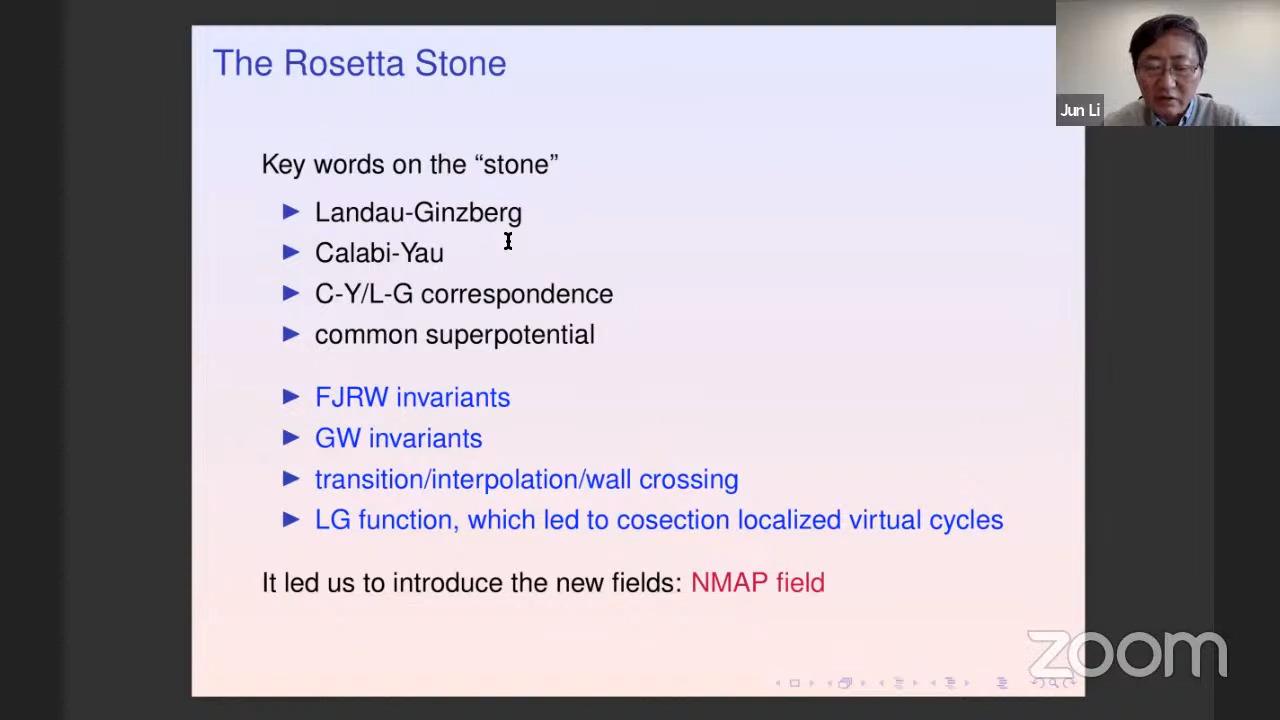 The Rosetta Stone
Jun Li
Key words on the “stone”
Landau-Ginzberg
Calabi-Yau
C-Y/L-G correspondence
common superpotential
FJRW invariants
GW invariants
transition/interpolation/wall crossing
LG function, which led to cosection localized virtual cycles
It led us to introduce the new fields: NMAP field
zoom